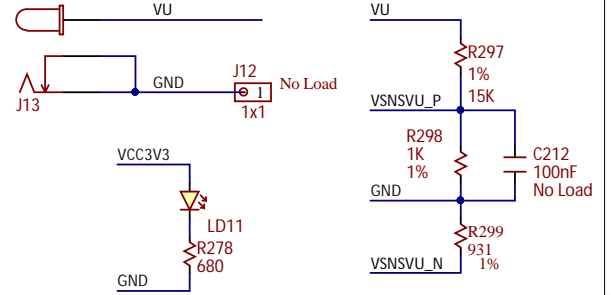 VU
GND
J13
J12
1
1x1
No Load
VCC3V3
LD11
R278
680
GND
VU
R297
1%
15K
VSNSVU_P
R298
1K
1%
C212
100nF
No Load
GND
R299
931
1%
VSNSVU_N